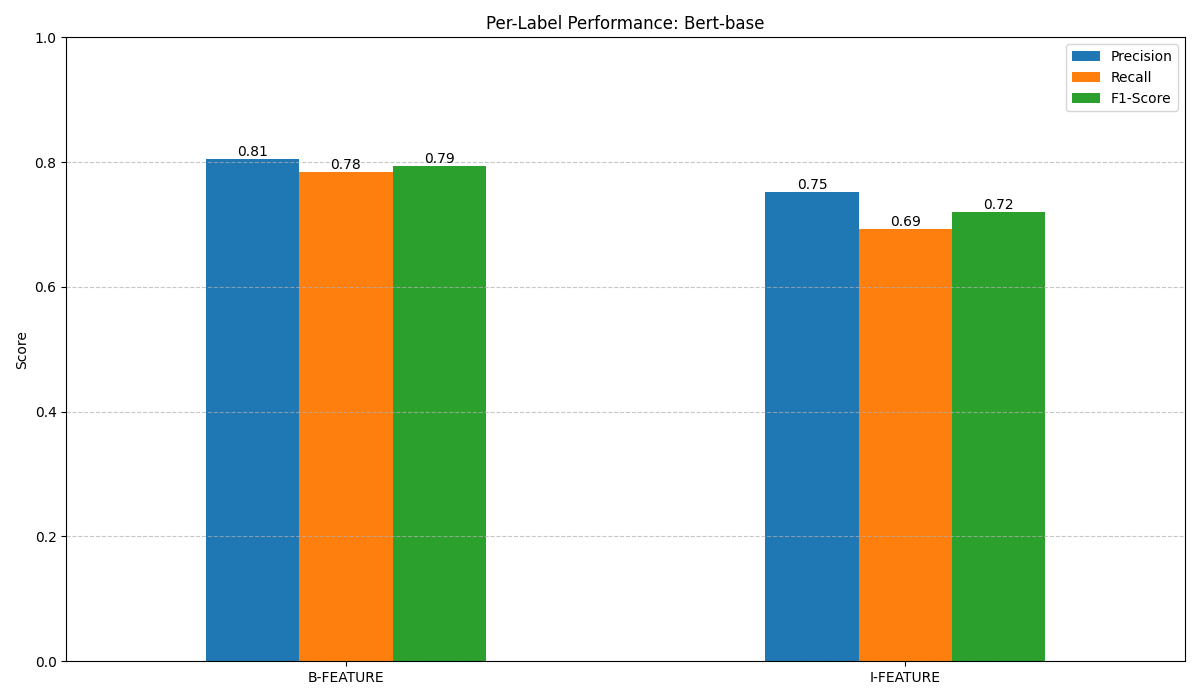 Per-Label Performance: Bert-base
1.0
0.8
0.6
0.4
0.2
0.0
Score
Precision
Recall
F1-Score
0.81
0.78
0.79
0.75
0.69
0.72
B-FEATURE
I-FEATURE